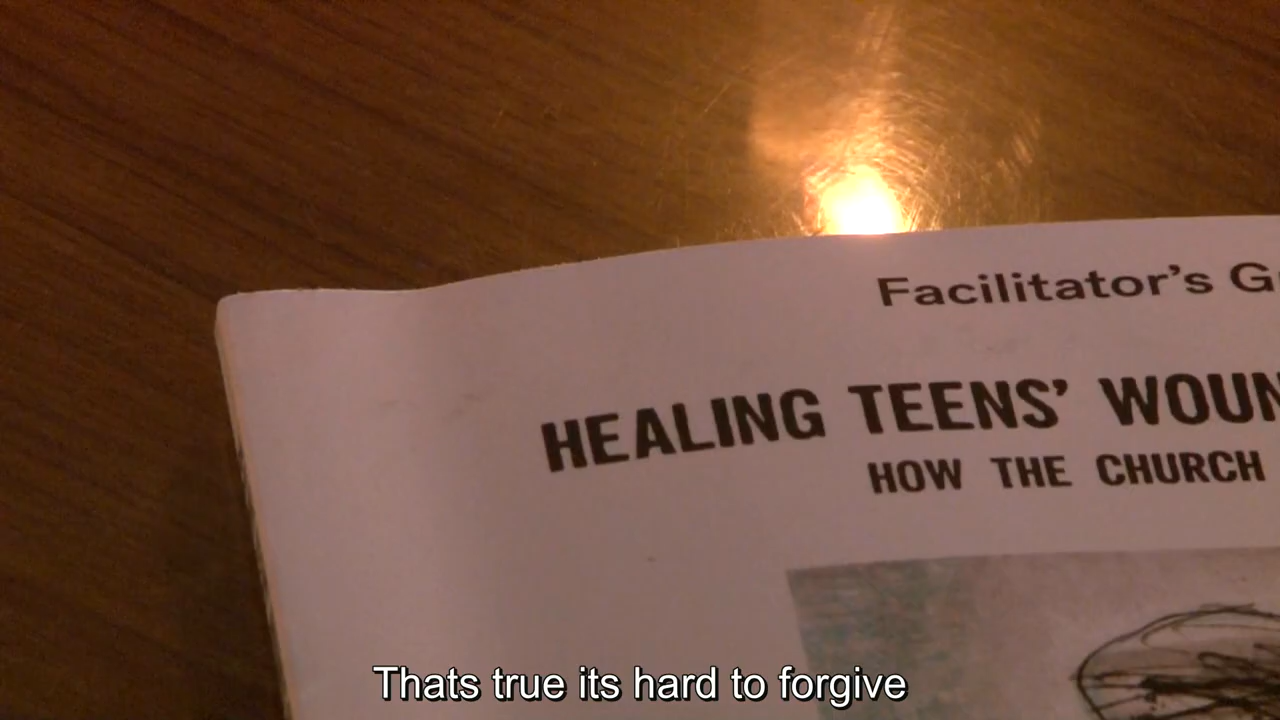 Facilitator's G
HEALING TEENS' WOUN
HOW THE CHURCH
Thats true its hard to forgive